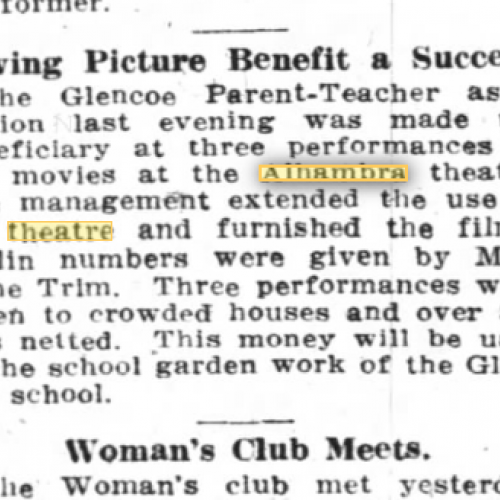 former.
ving Picture Benefit a Succe
he Glencoe Parent-Teacher as
ion last evening was made
eficiary at three performances
movies at the Alhambra theat
management extended the use
theatre and furnished the film
lin numbers were given by M
ne Trim. Three performances w
en to crowded houses and over
s netted. This money will be u
he school garden work of the Gl
school.
Woman's Club Meets.
he Woman's club met yesterd